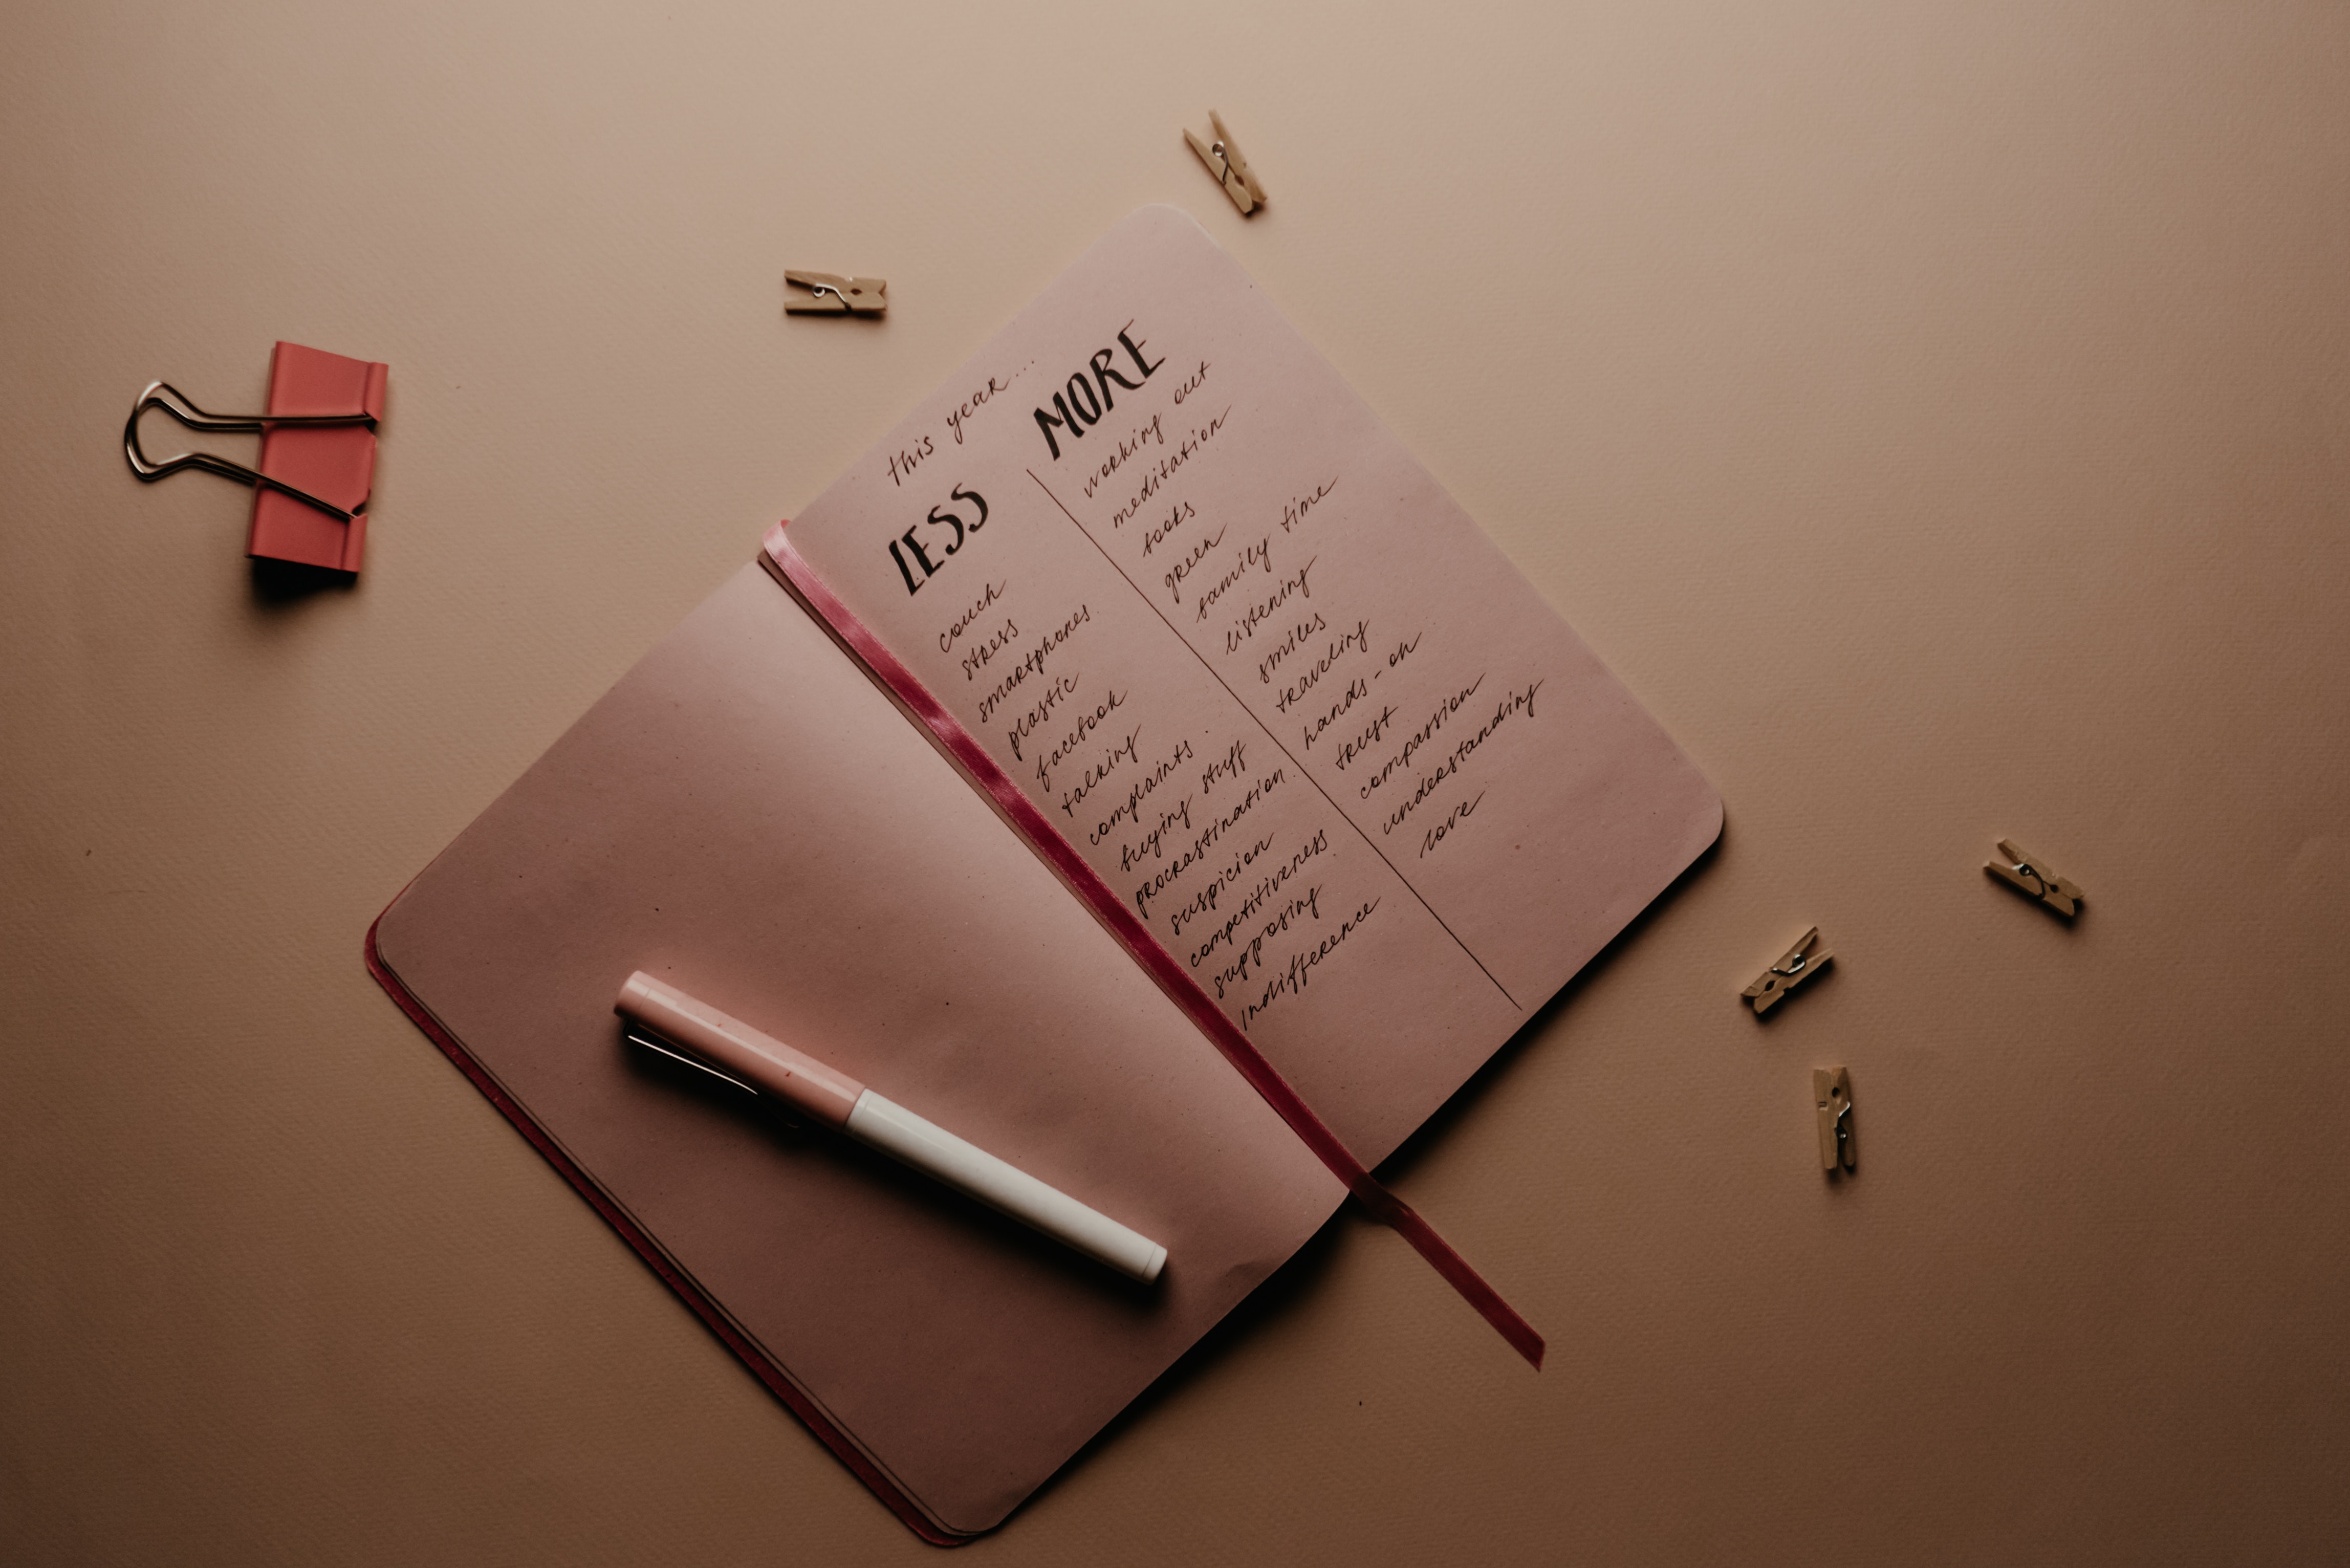 this year...
LESS
couch
stress
smartphones
plastic
facebook
talking
complaints
buying stuff
procrastination
suspicion
competitiveness
supposing
indifference
MORE
working out
meditation
books
green
family time
listening
smiles
traveling
hands-on
trust
compassion
understanding
love